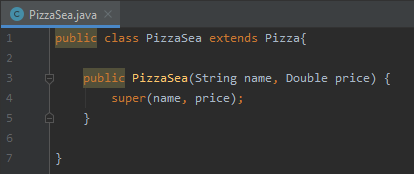 PizzaSea.java
1 public class PizzaSea extends Pizza{
2
3 public PizzaSea(String name, Double price) {
4 super(name, price);
5 }
6
7 }